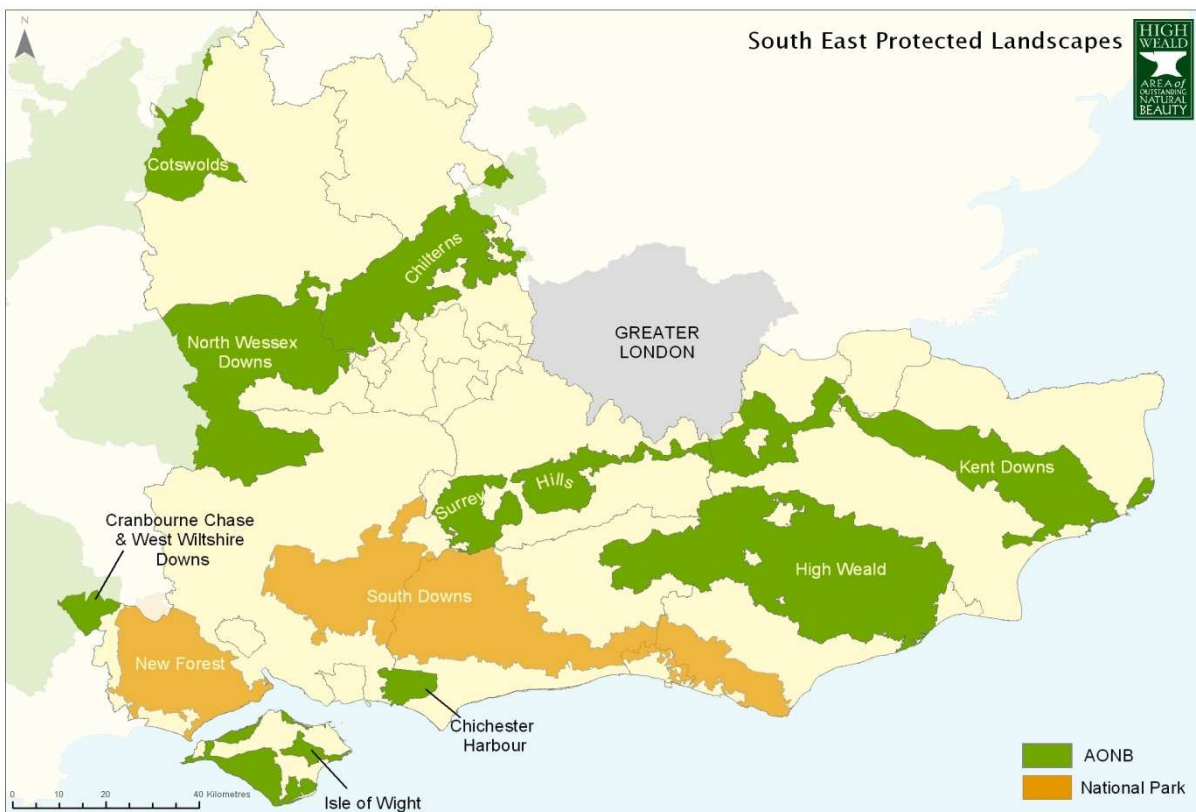 N
South East Protected Landscapes
HIGH
WEALD
AREA of
OUTSTANDING
NATURAL
BEAUTY
Cotswolds
Chilterns
North Wessex
Downs
GREATER
LONDON
Kent Downs
Surrey
Hills
Cranbourne Chase
& West Wiltshire
Downs
High Weald
South Downs
New Forest
Chichester
Harbour
Isle of Wight
0 10 20 40 Kilometres
AONB
National Park